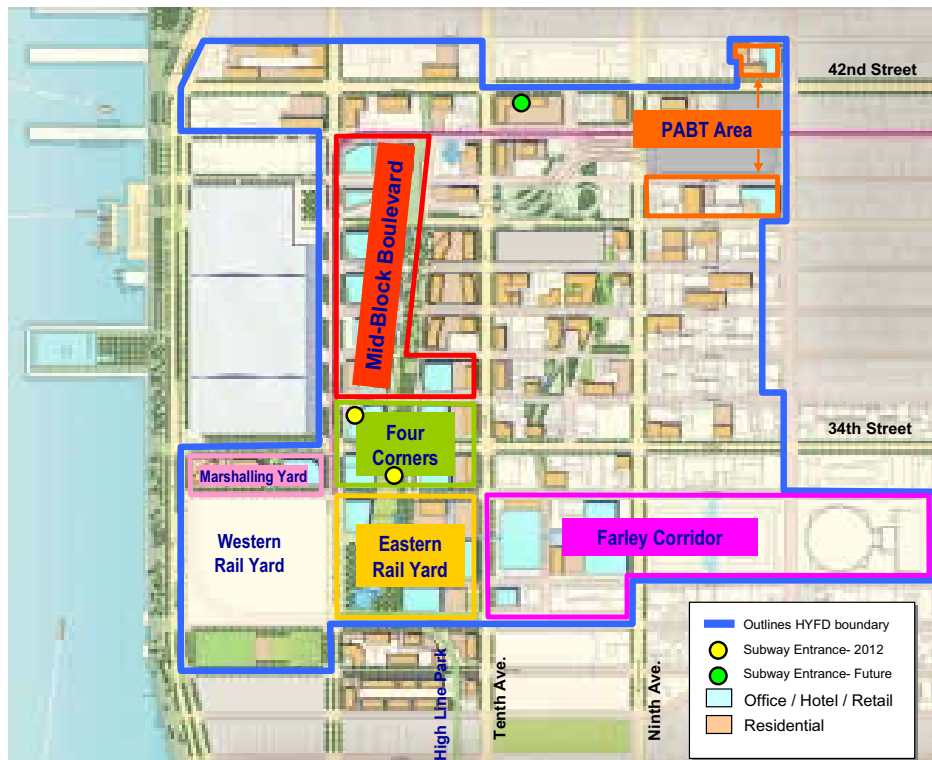 42nd Street
PABT Area
Mid-Block Boulevard
34th Street
Four
Corners
Marshalling Yard
Western
Rail Yard
Eastern
Rail Yard
Farley Corridor
High Line Park
Tenth Ave.
Ninth Ave.
Outlines HYFD boundary
Subway Entrance- 2012
Subway Entrance- Future
Office / Hotel / Retail
Residential